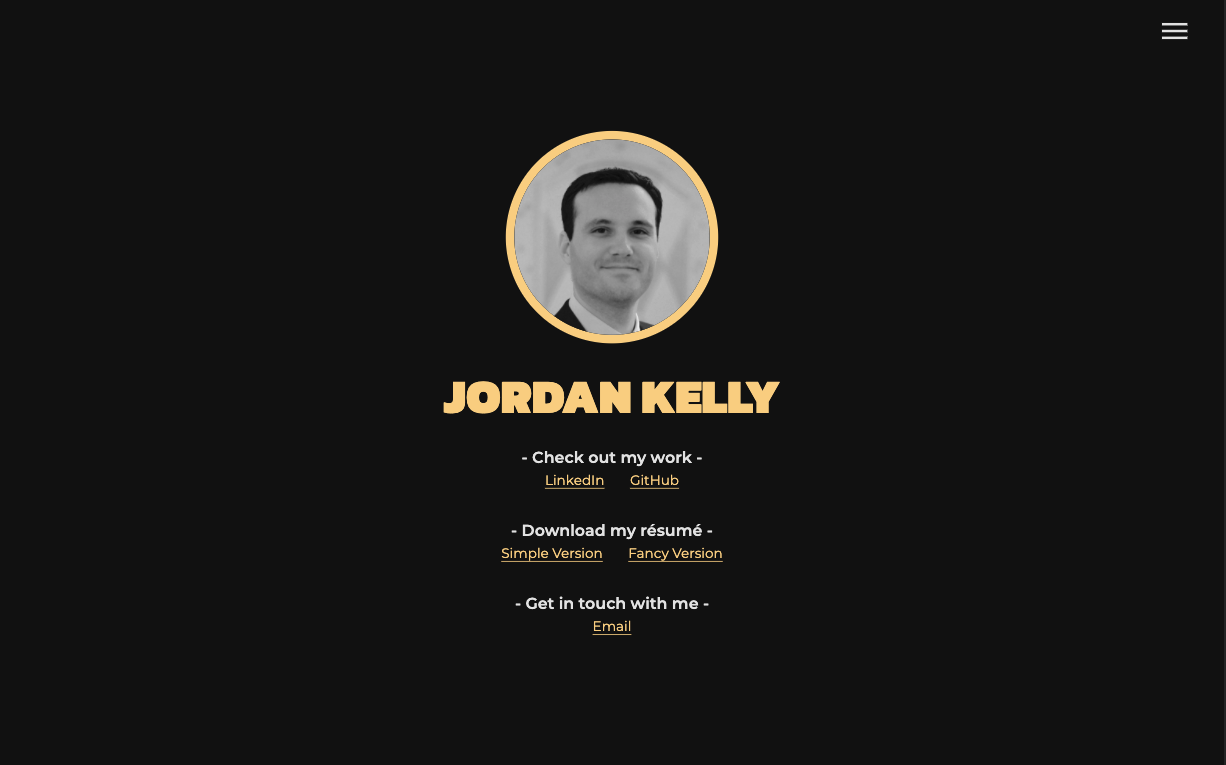 JORDAN KELLY
- Check out my work -
LinkedIn GitHub
- Download my résumé -
Simple Version Fancy Version
- Get in touch with me -
Email